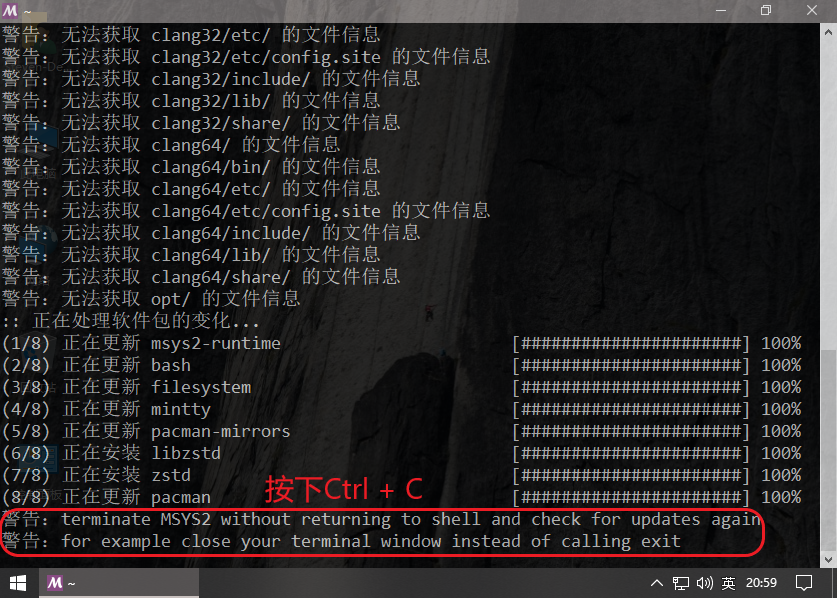 ~
警告：无法获取 clang32/etc/ 的文件信息
警告：无法获取 clang32/etc/config.site 的文件信息
警告：无法获取 clang32/include/ 的文件信息
警告：无法获取 clang32/lib/ 的文件信息
警告：无法获取 clang32/share/ 的文件信息
警告：无法获取 clang64/ 的文件信息
警告：无法获取 clang64/bin/ 的文件信息
警告：无法获取 clang64/etc/ 的文件信息
警告：无法获取 clang64/etc/config.site 的文件信息
警告：无法获取 clang64/include/ 的文件信息
警告：无法获取 clang64/lib/ 的文件信息
警告：无法获取 clang64/share/ 的文件信息
警告：无法获取 opt/ 的文件信息
:: 正在处理软件包的变化...
(1/8) 正在更新 msys2-runtime [######################] 100%
(2/8) 正在更新 bash [######################] 100%
(3/8) 正在更新 filesystem [######################] 100%
(4/8) 正在更新 mintty [######################] 100%
(5/8) 正在更新 pacman-mirrors [######################] 100%
(6/8) 正在安装 libzstd [######################] 100%
(7/8) 正在安装 zstd [######################] 100%
按下Ctrl + C
(8/8) 正在更新 pacman [######################] 100%
警告：terminate MSYS2 without returning to shell and check for updates again
警告：for example close your terminal window instead of calling exit
~ 英 20:59